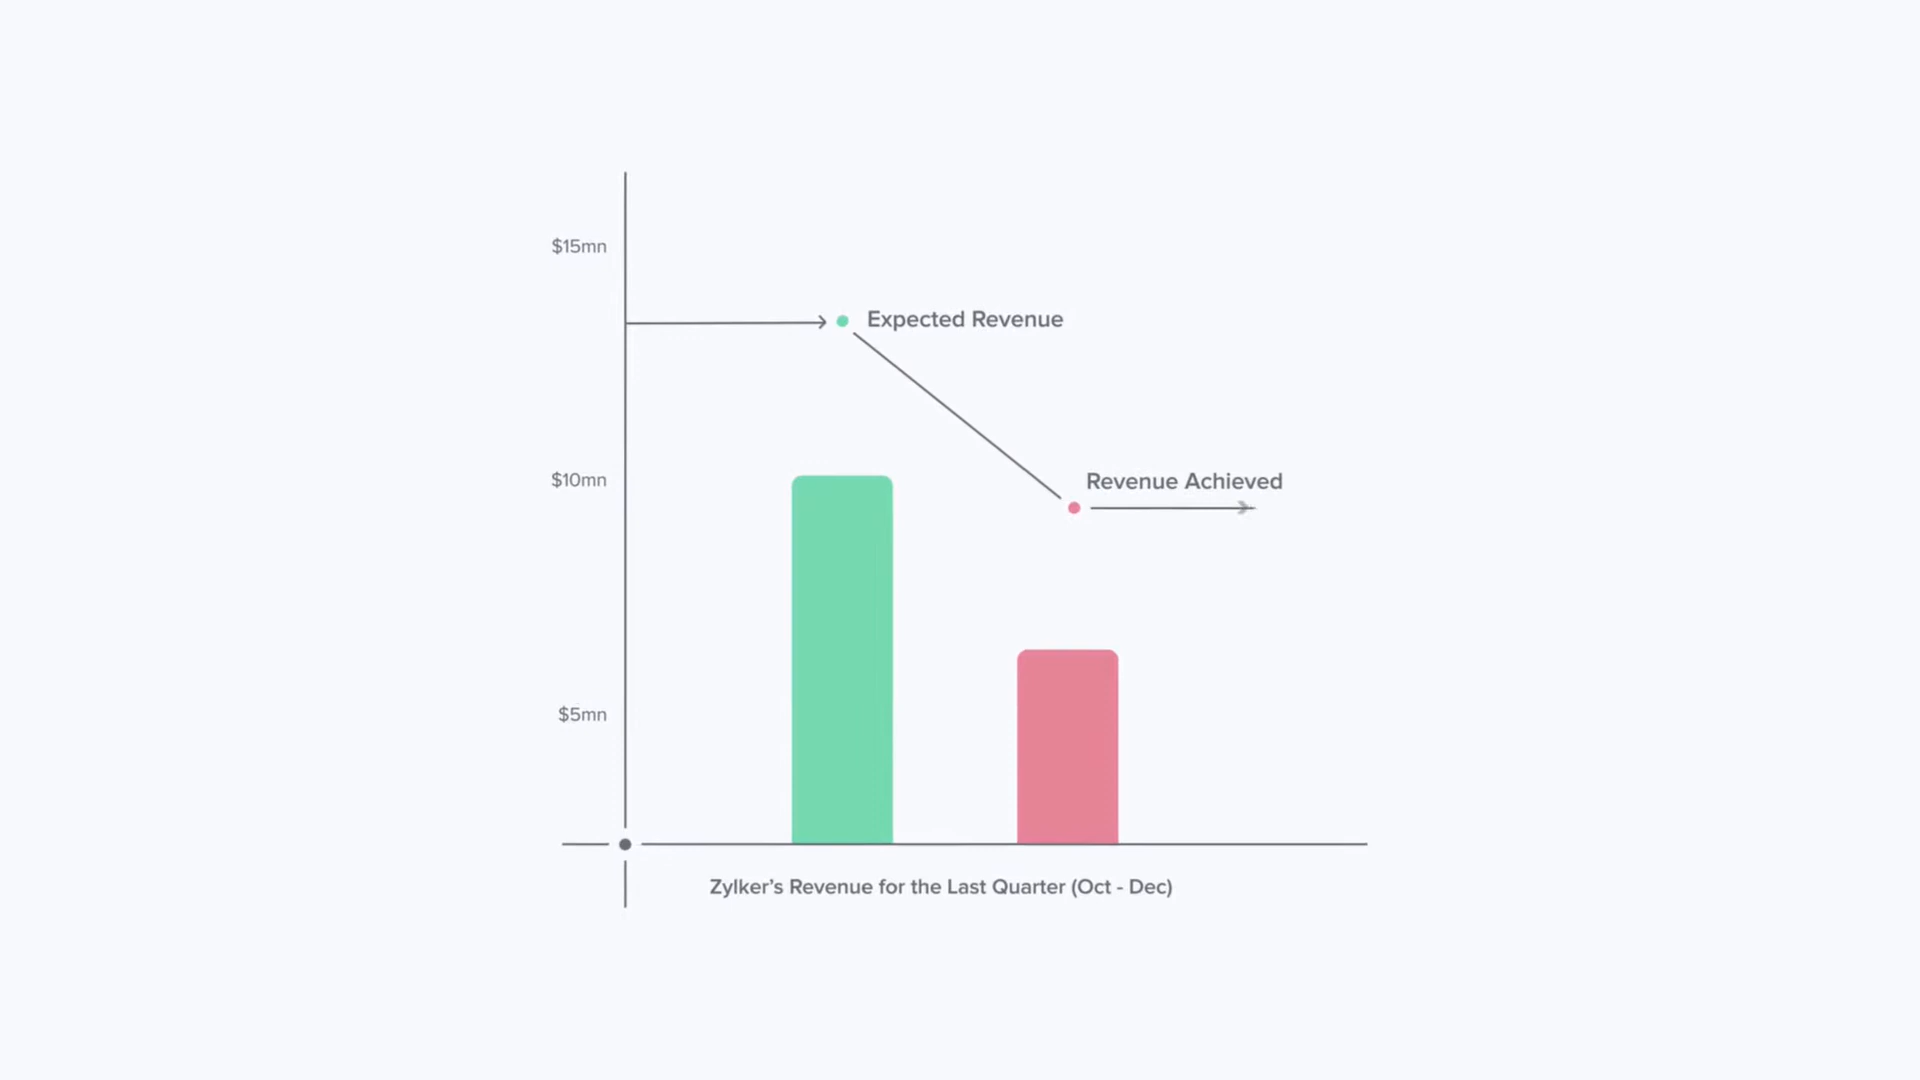 $15mn
Expected Revenue
$10mn
Revenue Achieved
$5mn
Zylker’s Revenue for the Last Quarter (Oct - Dec)